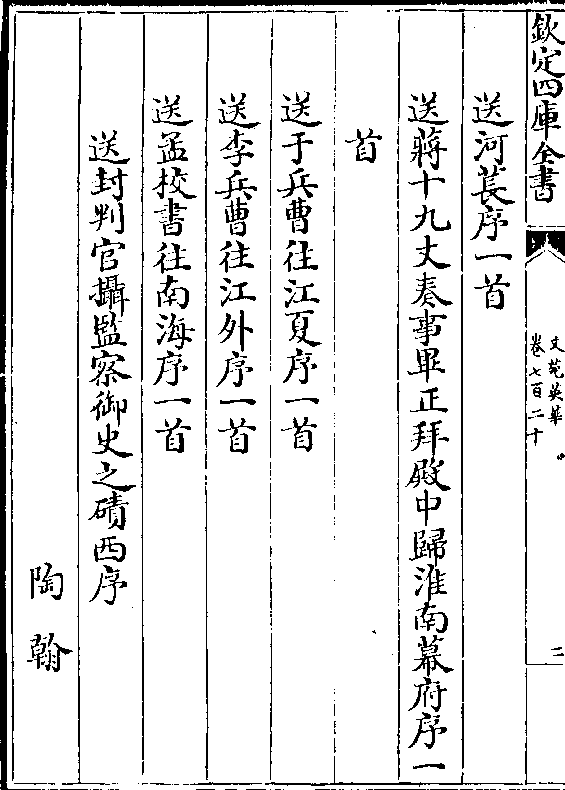 欽定四庫全書
文苑英華
卷七百二十
二
送河萇序一首
送蔣十九丈奏事畢正拜殿中歸淮南幕府序一
首
送于兵曹往江夏序一首
送李兵曹往江外序一首
送孟校書往南海序一首
送封判官攝監察御史之磧西序
陶翰